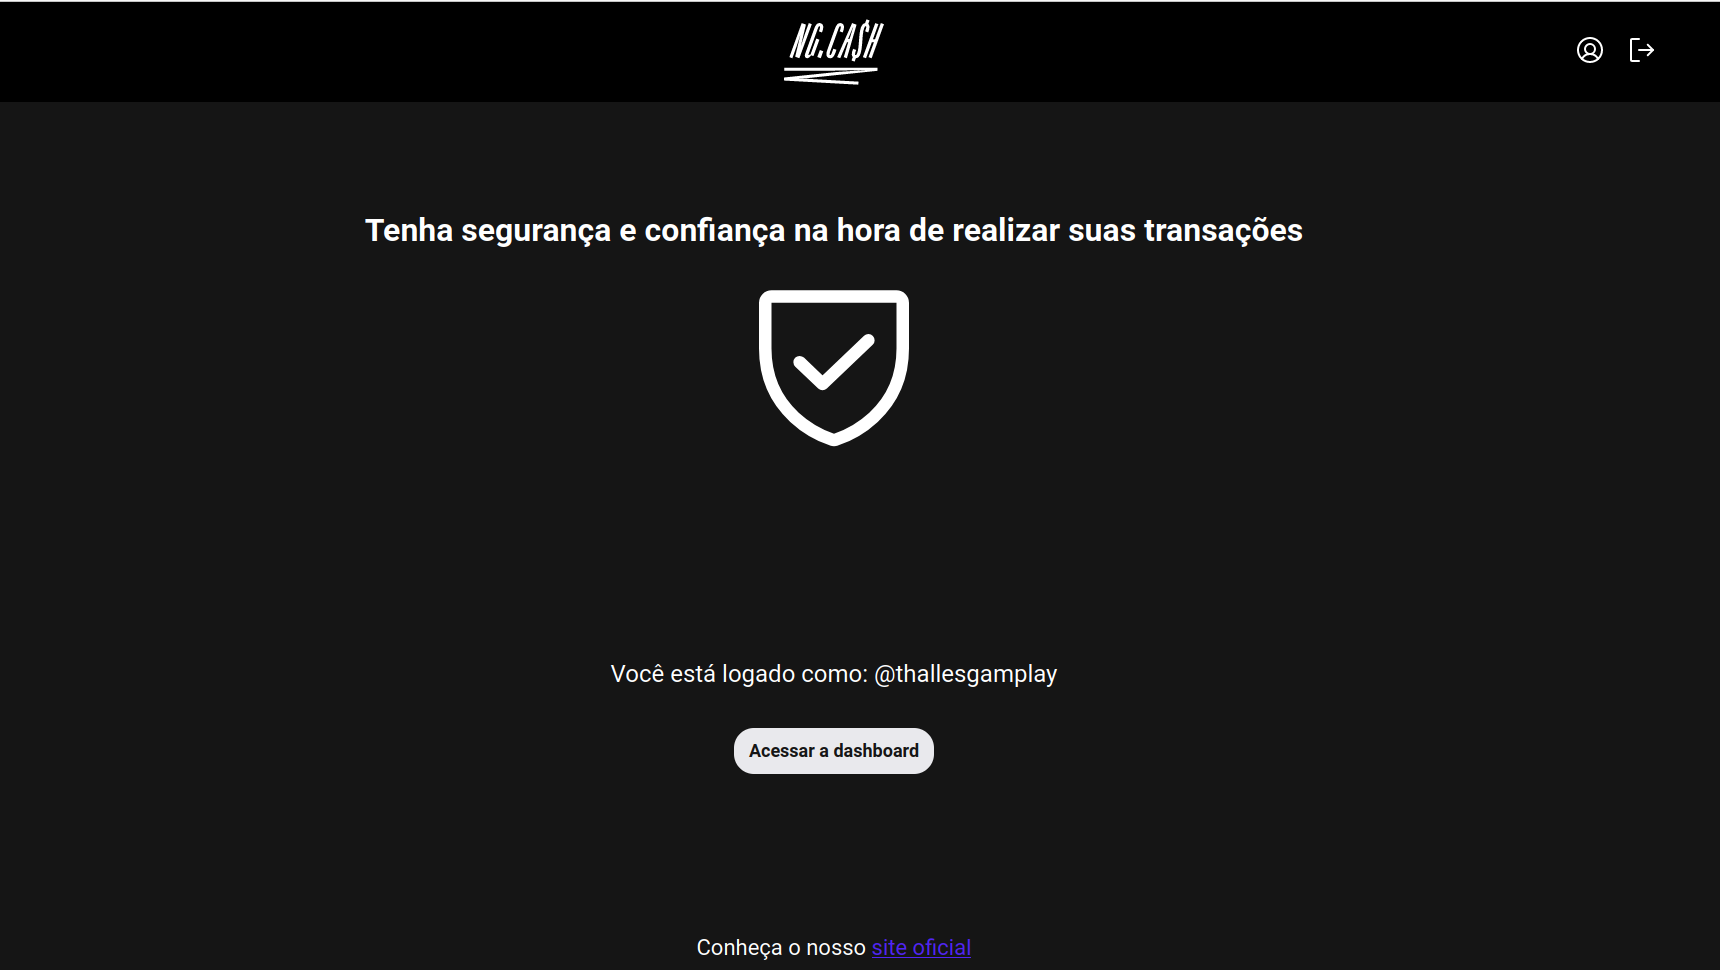 NG.CA$H
Tenha segurança e confiança na hora de realizar suas transações
Você está logado como: @thallesgamplay
Acessar a dashboard
Conheça o nosso site oficial